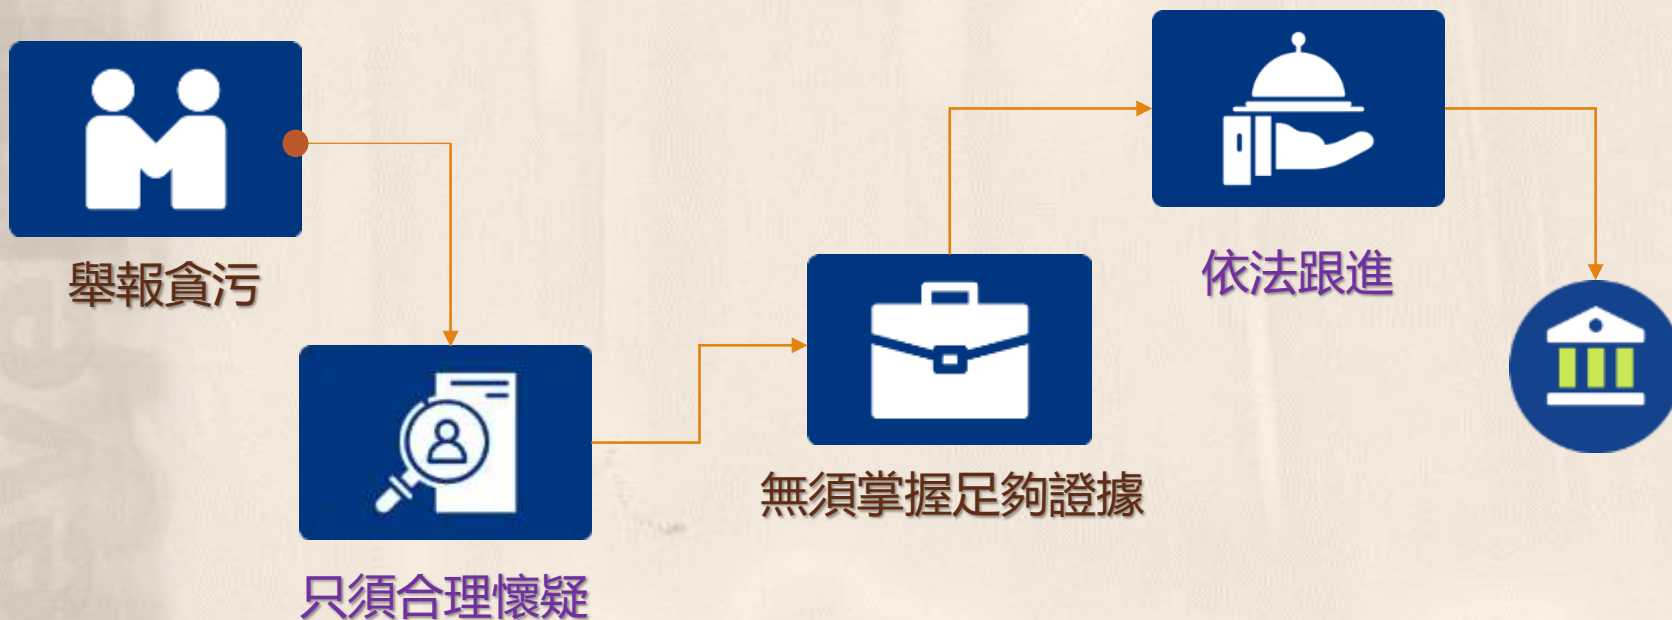 舉報貪污
只須合理懷疑
無須掌握足夠證據
依法跟進